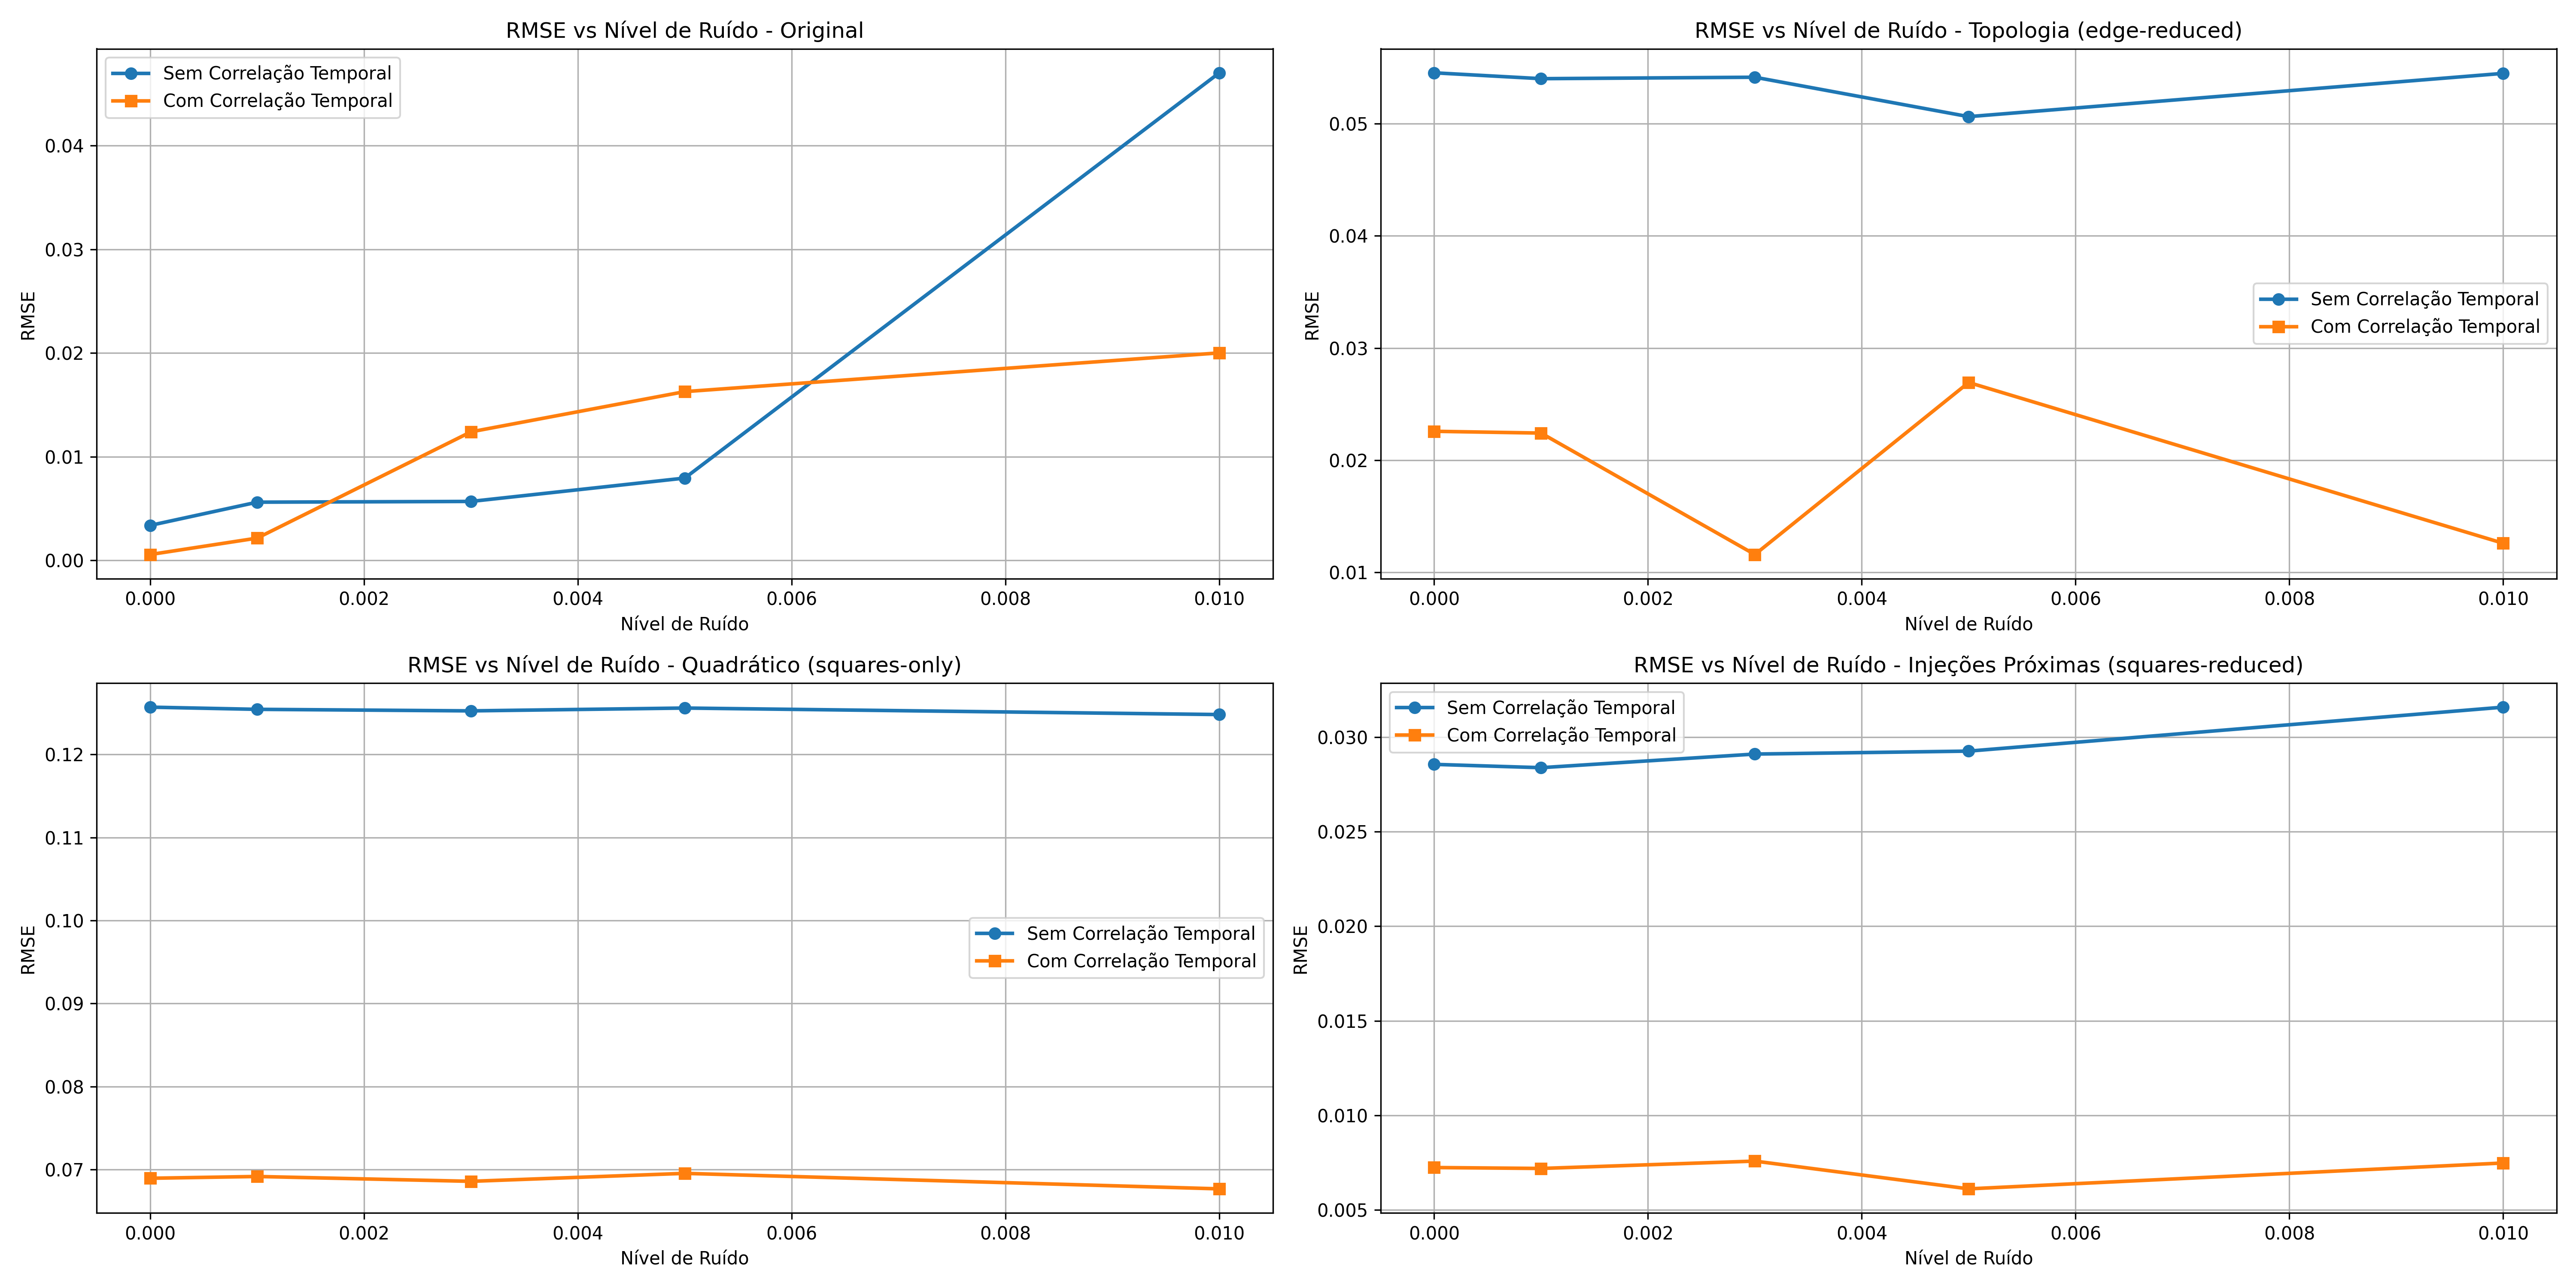 RMSE vs Nível de Ruído - Original
Sem Correlação Temporal
Com Correlação Temporal
0.04
0.03
0.02
0.01
0.00
RMSE
0.000 0.002 0.004 0.006 0.008 0.010
Nível de Ruído
RMSE vs Nível de Ruído - Topologia (edge-reduced)
0.05
0.04
0.03
0.02
0.01
RMSE
Sem Correlação Temporal
Com Correlação Temporal
0.000 0.002 0.004 0.006 0.008 0.010
Nível de Ruído
RMSE vs Nível de Ruído - Quadrático (squares-only)
0.12
0.11
0.10
0.09
0.08
0.07
RMSE
Sem Correlação Temporal
Com Correlação Temporal
0.000 0.002 0.004 0.006 0.008 0.010
Nível de Ruído
RMSE vs Nível de Ruído - Injeções Próximas (squares-reduced)
Sem Correlação Temporal
Com Correlação Temporal
0.030
0.025
0.020
0.015
0.010
0.005
RMSE
0.000 0.002 0.004 0.006 0.008 0.010
Nível de Ruído